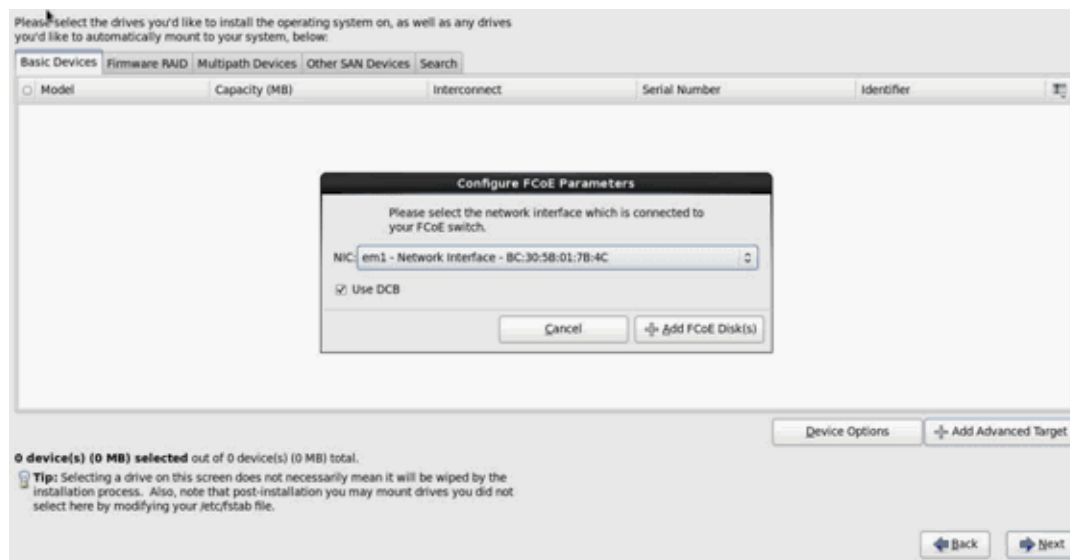 Please select the drives you'd like to install the operating system on, as well as any drives
you'd like to automatically mount to your system, below:
Basic Devices Firmware RAID Multipath Devices Other SAN Devices Search
Model Capacity (MB) Interconnect Serial Number Identifier
Configure FCoE Parameters
Please select the network interface which is connected to
your FCoE switch.
NIC: em1 - Network Interface - BC:30:5B:01:7B:4C
Use DCB
Cancel Add FCoE Disk(s)
Device Options Add Advanced Target
0 device(s) (0 MB) selected out of 0 device(s) (0 MB) total.
Tip: Selecting a drive on this screen does not necessarily mean it will be wiped by the
installation process. Also, note that post-installation you may mount drives you did not
select here by modifying your /etc/fstab file.
Back Next